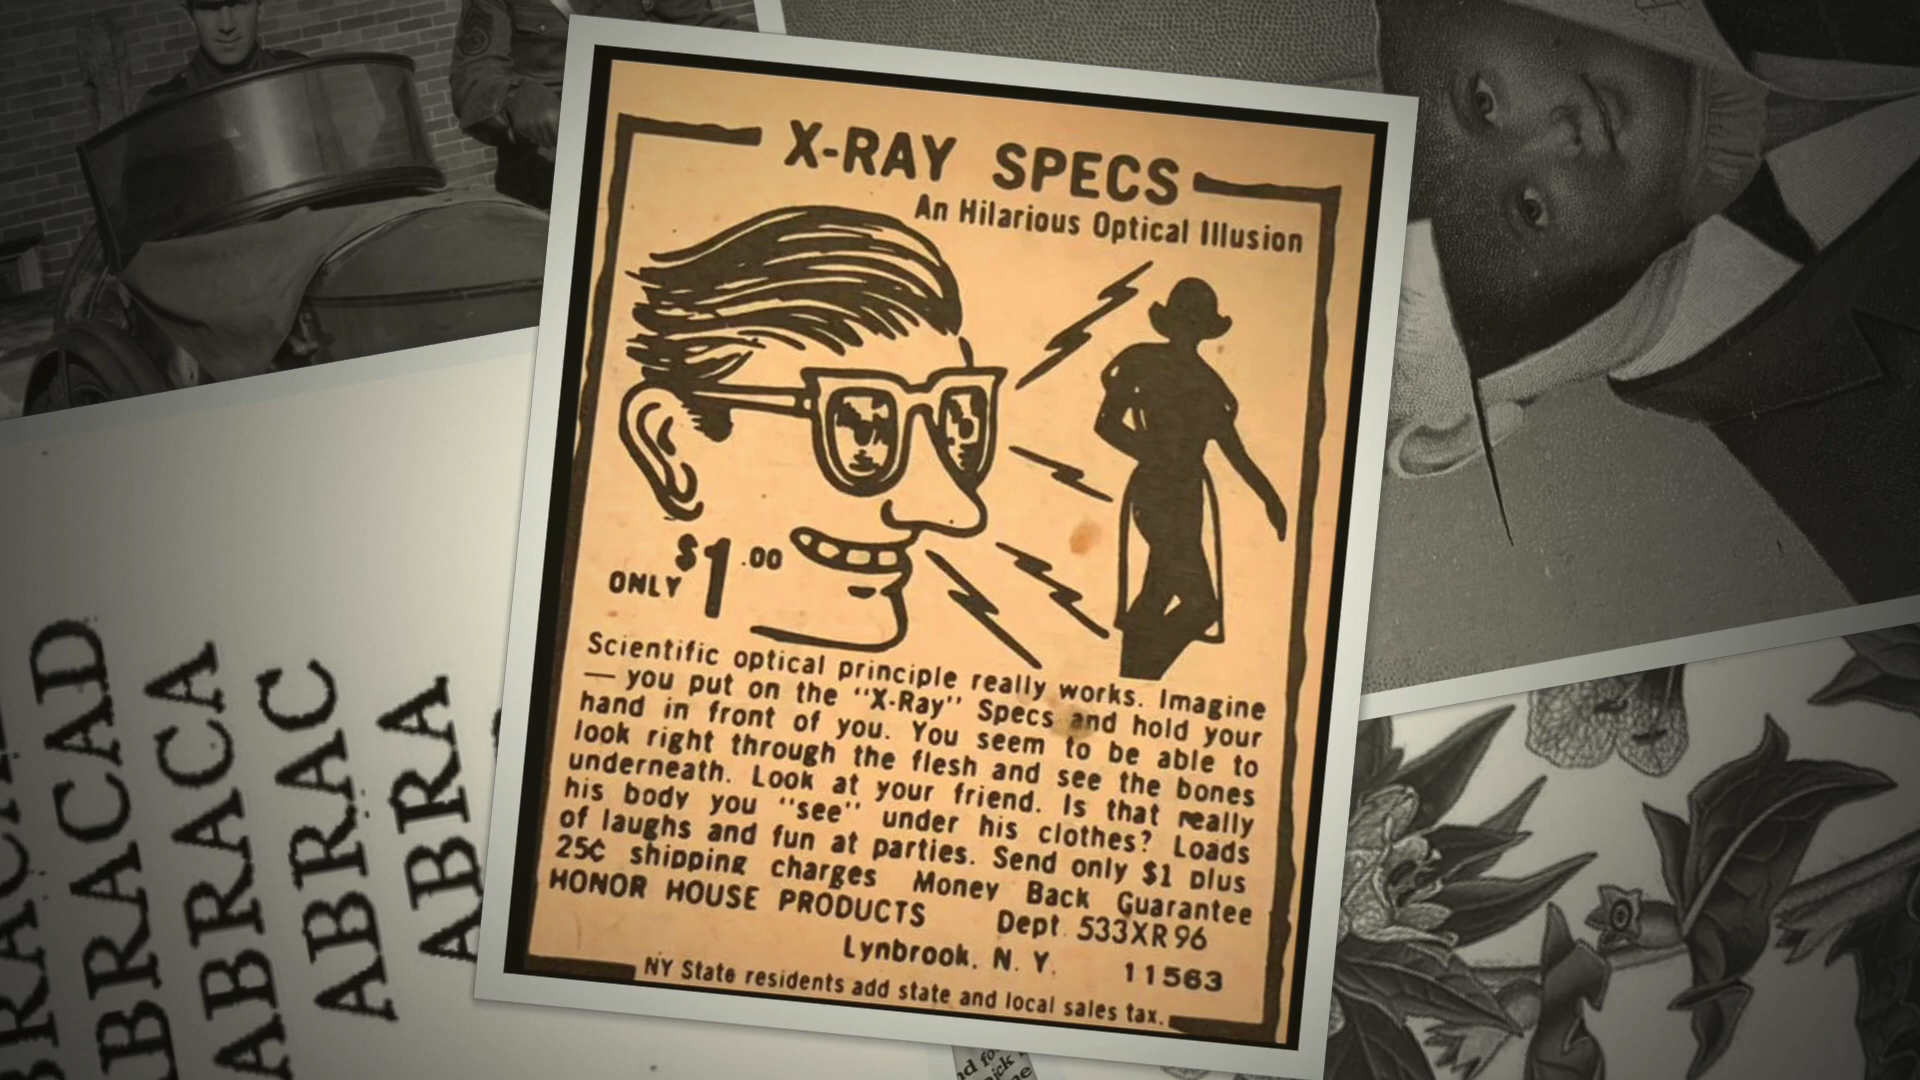 X-RAY SPECS
An Hilarious Optical Illusion
ONLY $1.00
Scientific optical principle really works. Imagine
— you put on the "X-Ray" Specs and hold your
hand in front of you. You seem to be able to
look right through the flesh and see the bones
underneath. Look at your friend. Is that really
his body you "see" under his clothes? Loads
of laughs and fun at parties. Send only $1 plus
25¢ shipping charges Money Back Guarantee
HONOR HOUSE PRODUCTS Dept. 533XR96
Lynbrook, N. Y. 11563
NY State residents add state and local sales tax.
ABRACAD
ABRACA
ABRAC
ABRA